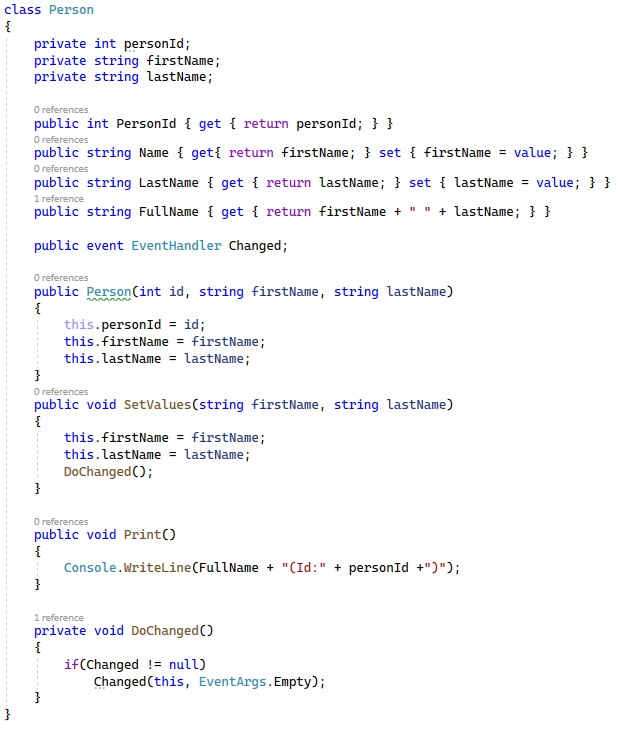 class Person
{
    private int personId;
    private string firstName;
    private string lastName;

    0 references
    public int PersonId { get { return personId; } }
    0 references
    public string Name { get{ return firstName; } set { firstName = value; } }
    0 references
    public string LastName { get { return lastName; } set { lastName = value; } }
    1 reference
    public string FullName { get { return firstName + " " + lastName; } }

    public event EventHandler Changed;

    0 references
    public Person(int id, string firstName, string lastName)
    {
        this.personId = id;
        this.firstName = firstName;
        this.lastName = lastName;
    }
    0 references
    public void SetValues(string firstName, string lastName)
    {
        this.firstName = firstName;
        this.lastName = lastName;
        DoChanged();
    }

    0 references
    public void Print()
    {
        Console.WriteLine(FullName + "(Id:" + personId +")");
    }

    1 reference
    private void DoChanged()
    {
        if(Changed != null)
            Changed(this, EventArgs.Empty);
    }
}